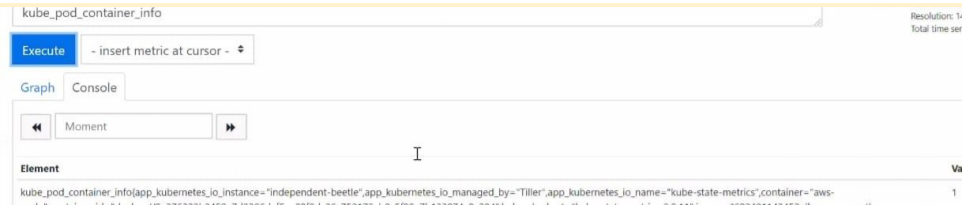 kube_pod_container_info
Resolution: 14
Total time ser
Execute
- insert metric at cursor -
Graph
Console
Moment
Element
Va
kube_pod_container_info{app_kubernetes_io_instance="independent-beetle",app_kubernetes_io_managed_by="Tiller",app_kubernetes_io_name="kube-state-metrics",container="aws-
1